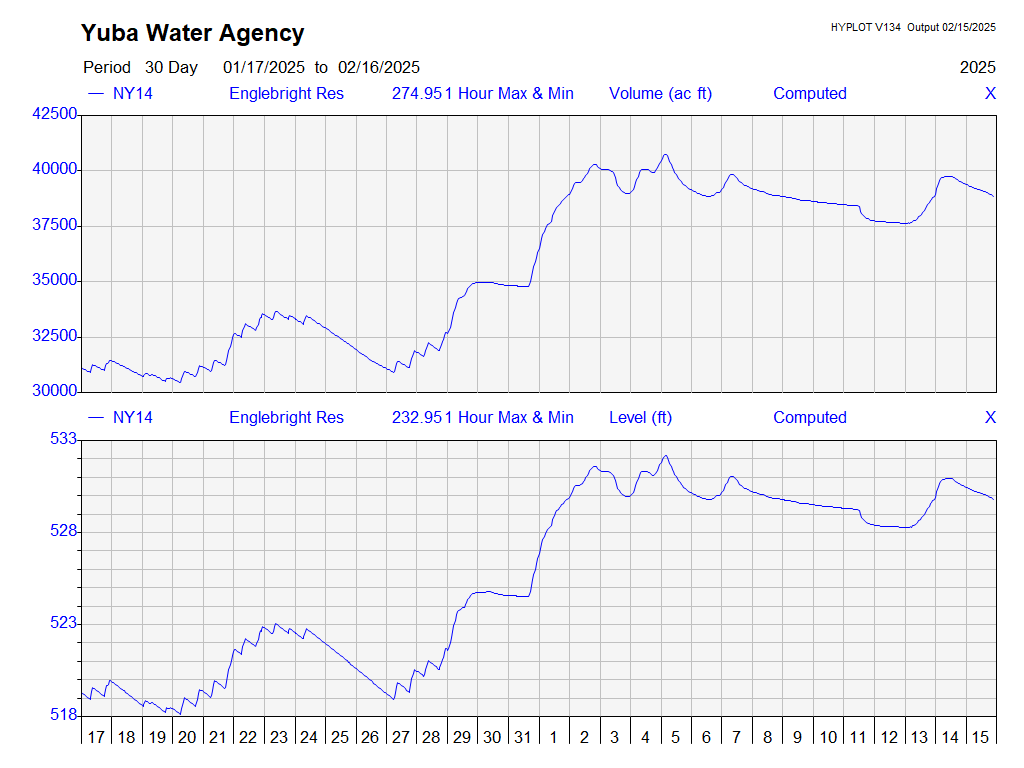 Yuba Water Agency
HYPLOT V134 Output 02/15/2025
Period 30 Day 01/17/2025 to 02/16/2025 2025
NY14 Englebright Res 274.951 Hour Max & Min Volume (ac ft) Computed X
42500
40000
37500
35000
32500
30000
NY14 Englebright Res 232.951 Hour Max & Min Level (ft) Computed X
533
528
523
518
17 18 19 20 21 22 23 24 25 26 27 28 29 30 31 1 2 3 4 5 6 7 8 9 10 11 12 13 14 15